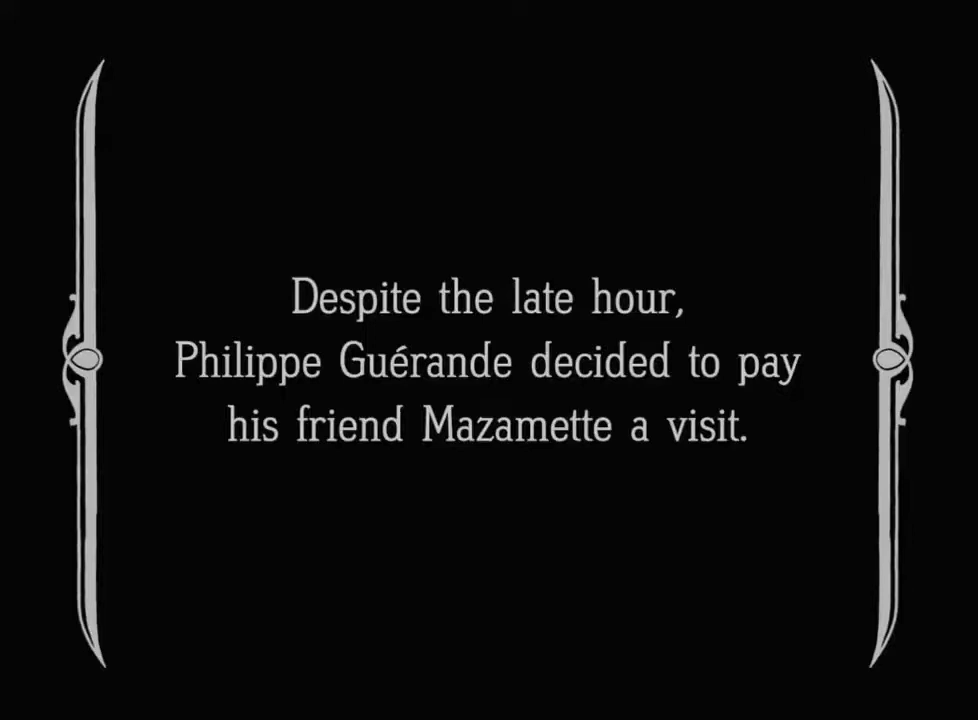 Despite the late hour,
Philippe Guérande decided to pay
his friend Mazamette a visit.